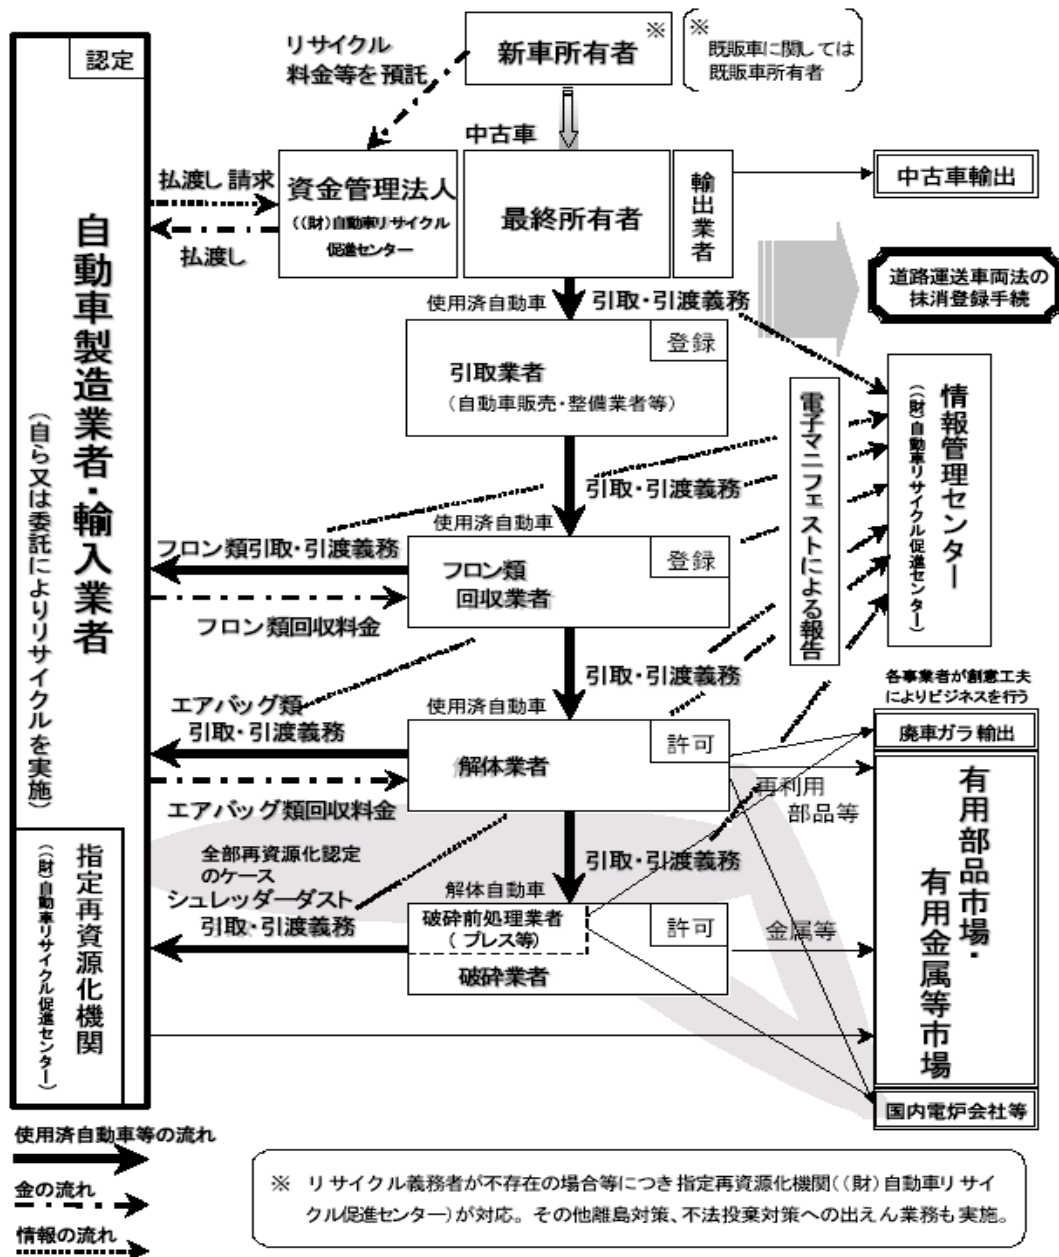 認定
リサイクル
料金等を預託
新車所有者
※
※
既販車に関しては
既販車所有者
中古車
払渡し 請求
払渡し
資金管理法人
((財)自動車リサイクル
促進センター)
最終所有者
輸出業者
中古車輸出
道路運送車両法の
抹消登録手続
自動車製造業者・輸入業者
(自ら又は委託によりリサイクルを実施)
使用済自動車
引取・引渡義務
登録
引取業者
(自動車販売・整備業者等)
電子マニフェストによる報告
情報管理センター
((財)自動車リサイクル促進センター)
引取・引渡義務
使用済自動車
フロン類引取・引渡義務
フロン類回収料金
登録
フロン類
回収業者
引取・引渡義務
使用済自動車
エアバッグ類
引取・引渡義務
エアバッグ類回収料金
許可
解体業者
各事業者が創意工夫
によりビジネスを行う
廃車ガラ輸出
再利用
部品等
有用部品市場・
有用金属等市場
引取・引渡義務
全部再資源化認定
のケース
シュレッダーダスト
引取・引渡義務
解体自動車
破砕前処理業者
(プレス等)
許可
破砕業者
金属等
国内電炉会社等
指定再資源化機関
((財)自動車リサイクル促進センター)
使用済自動車等の流れ
金の流れ
情報の流れ
※ リサイクル義務者が不存在の場合等につき指定再資源化機関((財)自動車リサイ
クル促進センター)が対応。その他離島対策、不法投棄対策への出えん業務も実施。